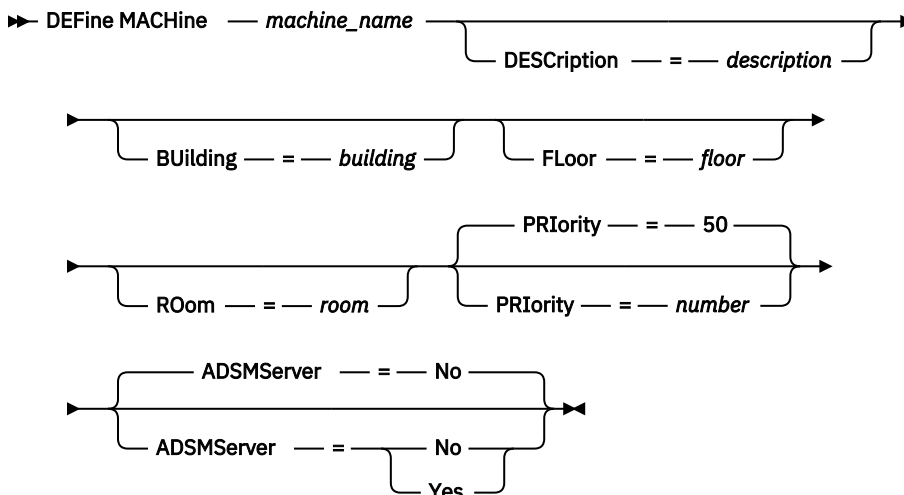 DEFine MACHine machine_name
DESCription = description
BUilding = building FLoor = floor
PRIority = 50
ROom = room PRIority = number
ADSMServer = No
ADSMServer = No
Yes